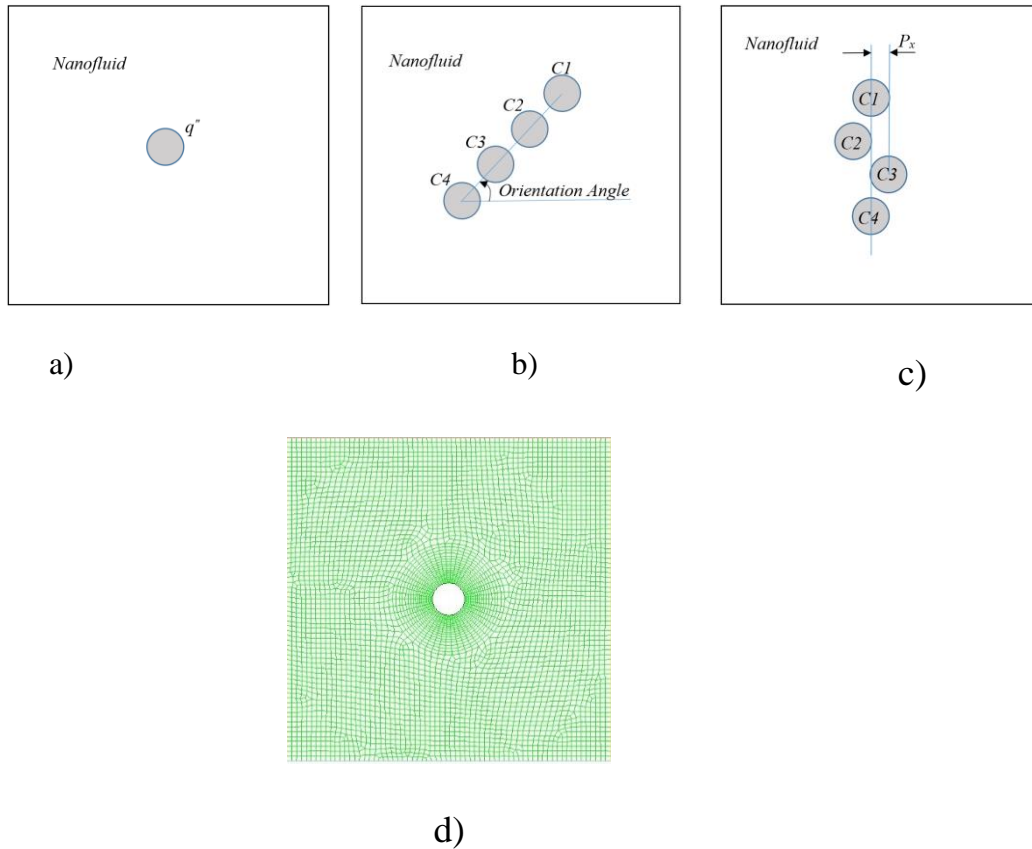 Nanofluid
q"
a)
Nanofluid
C1
C2
C3
C4
Orientation Angle
b)
Nanofluid
Px
C1
C2
C3
C4
c)
d)